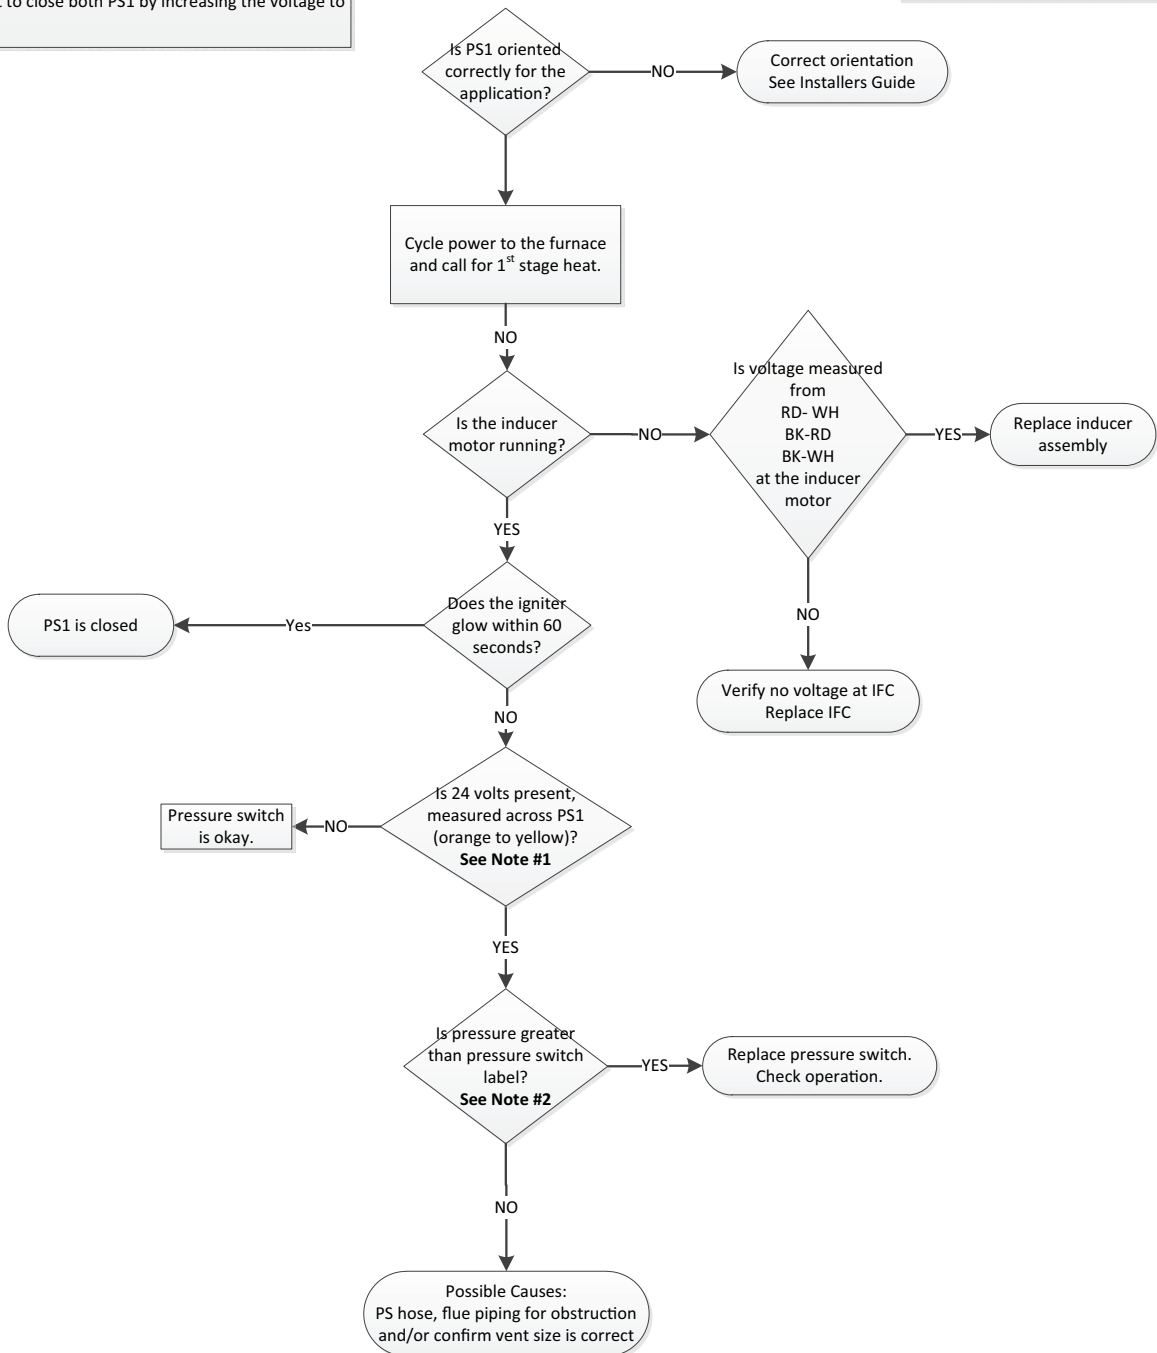 to close both PS1 by increasing the voltage to
Is PS1 oriented
correctly for the
application?
NO
Correct orientation
See Installers Guide
Cycle power to the furnace
and call for 1st stage heat.
NO
Is the inducer
motor running?
NO
Is voltage measured
from
RD- WH
BK-RD
BK-WH
at the inducer
motor
YES
Replace inducer
assembly
NO
Verify no voltage at IFC
Replace IFC
YES
Does the igniter
glow within 60
seconds?
Yes
PS1 is closed
NO
Is 24 volts present,
measured across PS1
(orange to yellow)?
See Note #1
NO
Pressure switch
is okay.
YES
Is pressure greater
than pressure switch
label?
See Note #2
YES
Replace pressure switch.
Check operation.
NO
Possible Causes:
PS hose, flue piping for obstruction
and/or confirm vent size is correct